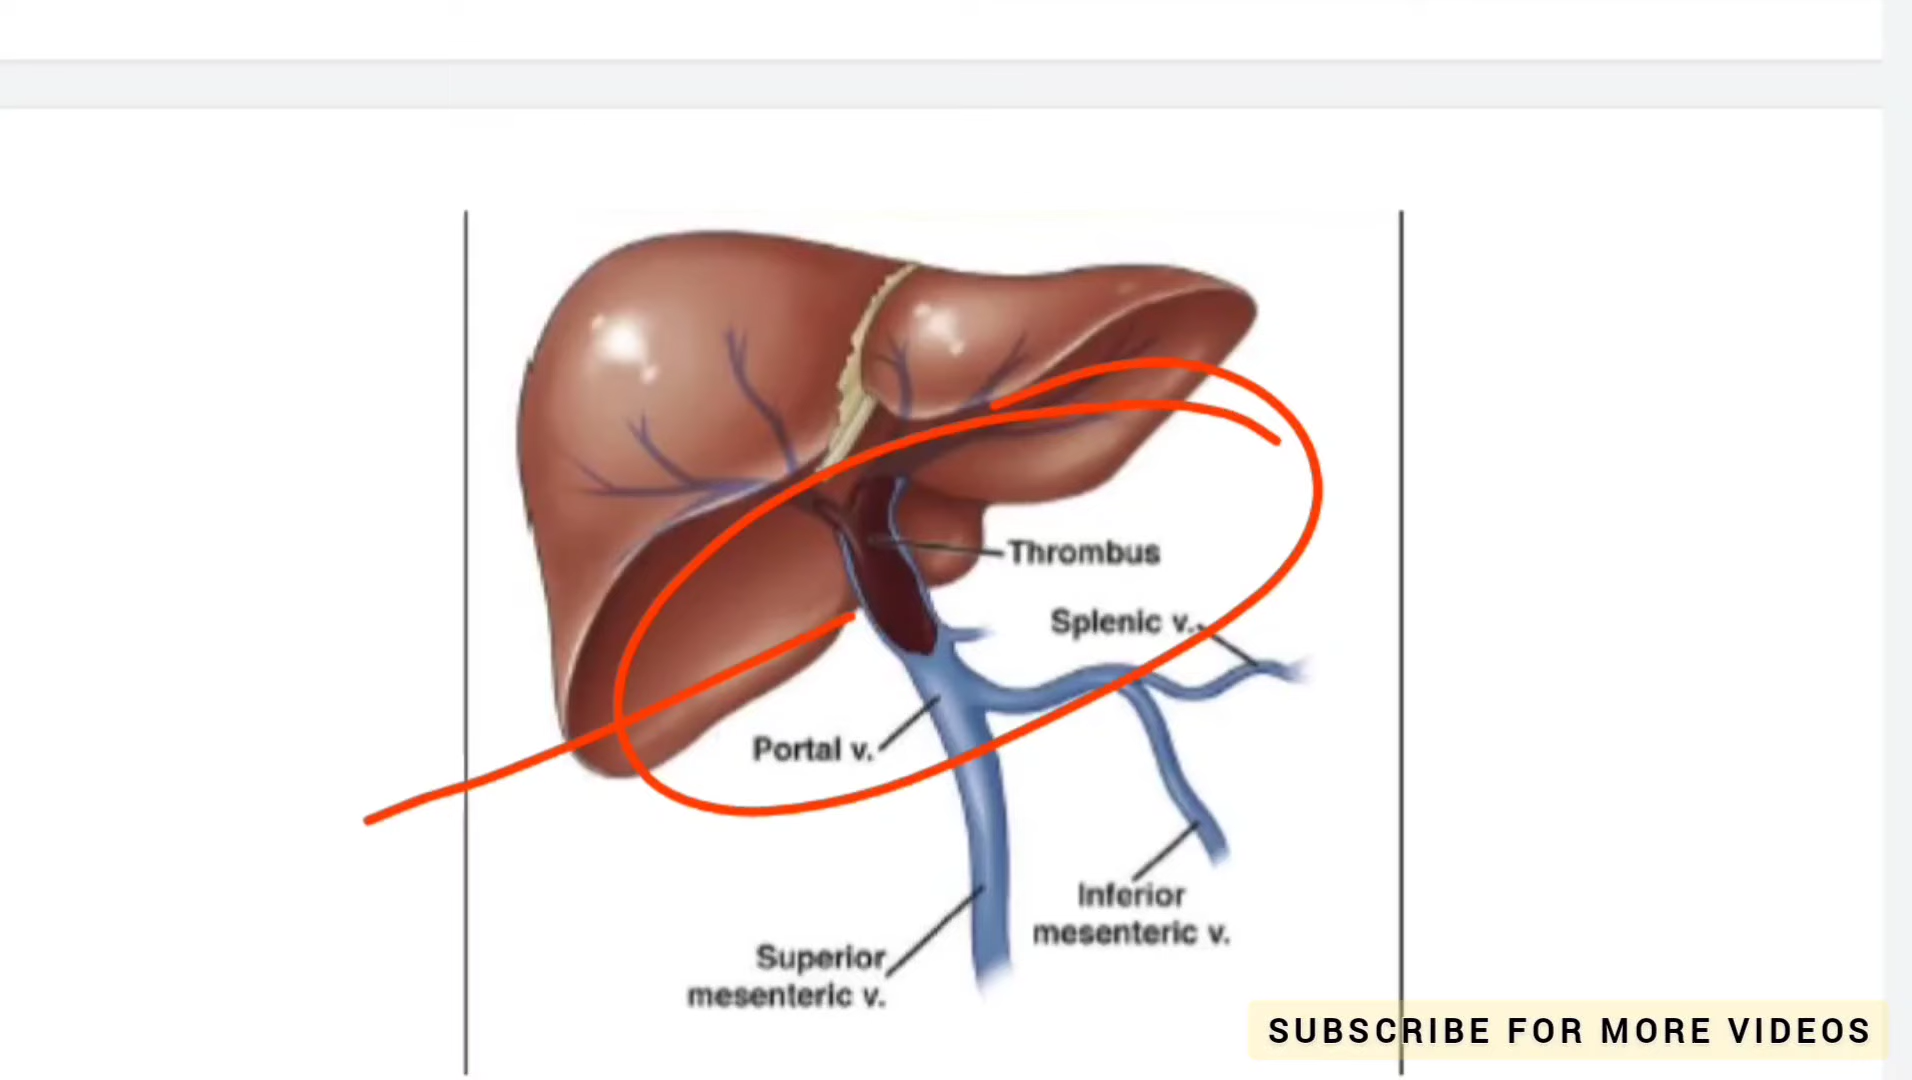 Thrombus
Splenic v.
Portal v.
Inferior
mesenteric v.
Superior
mesenteric v.
SUBSCRIBE FOR MORE VIDEOS